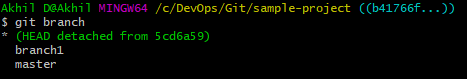 Akhil D@Akhil MINGW64 /c/DevOps/Git/sample-project ((b41766f...))
$ git branch
* (HEAD detached from 5cd6a59)
  branch1
  master